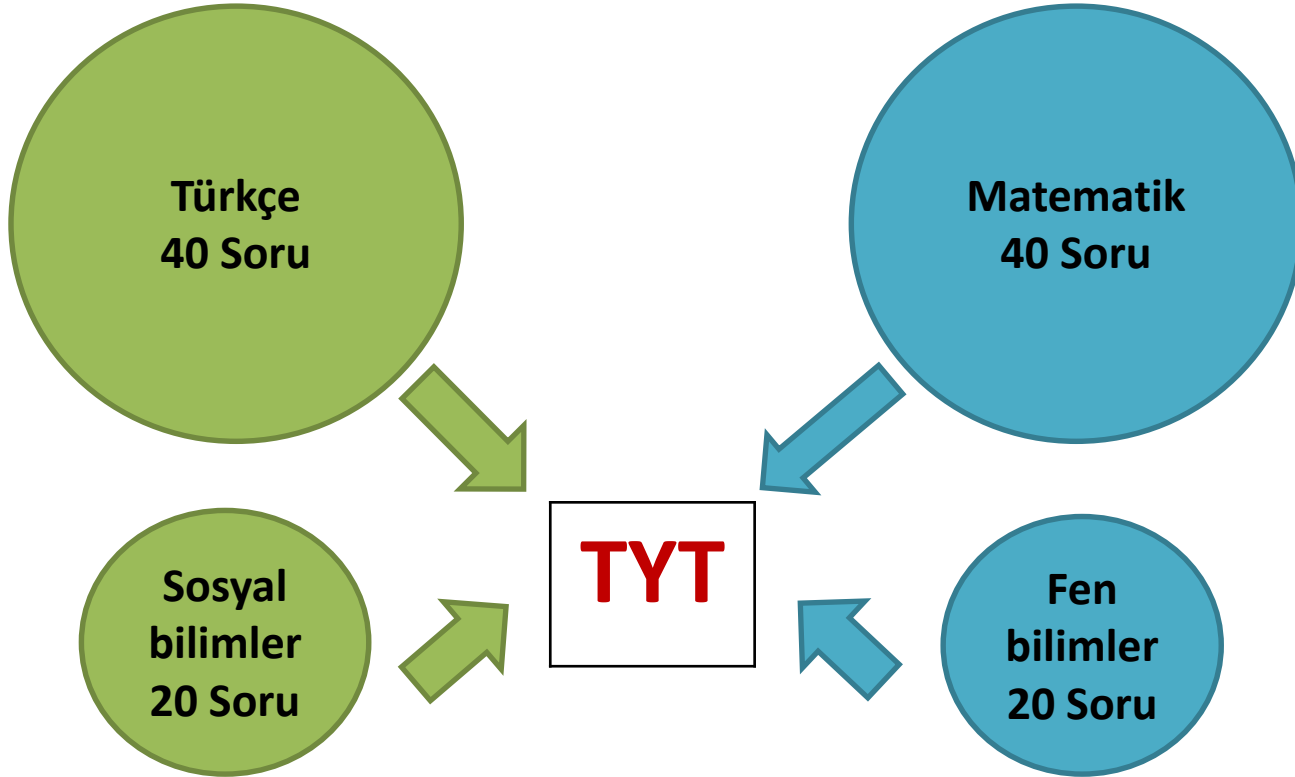 Türkçe
40 Soru
Matematik
40 Soru
TYT
Sosyal
bilimler
20 Soru
Fen
bilimler
20 Soru